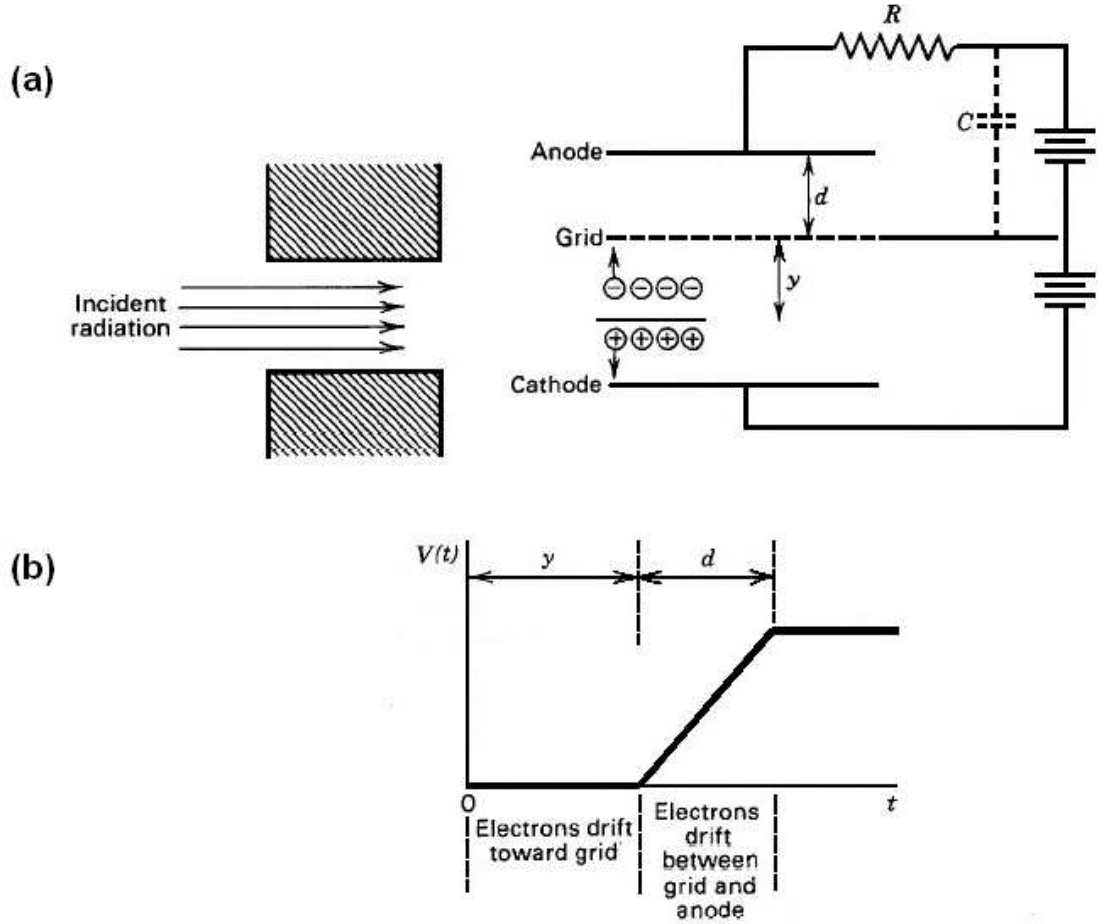 (a)
R
C
Anode
d
Grid
y
Incident
radiation
Cathode
(b)
V(t)
y
d
0
t
Electrons drift
toward grid
Electrons
drift
between
grid and
anode